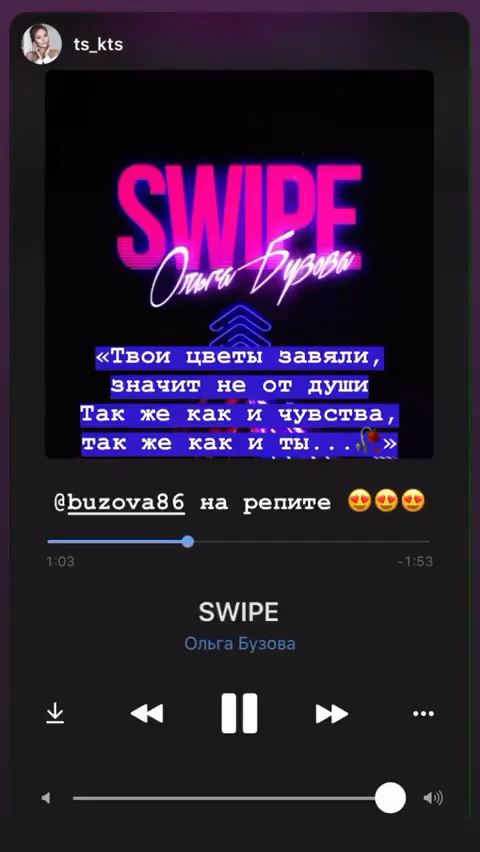 ts_kts
SWIPE
Ольга Бузова
«Твои цветы завяли,
значит не от души
Так же как и чувства,
так же как и ты...🥀»
@buzova86 на репите 😍😍😍
1:03
-1:53
SWIPE
Ольга Бузова